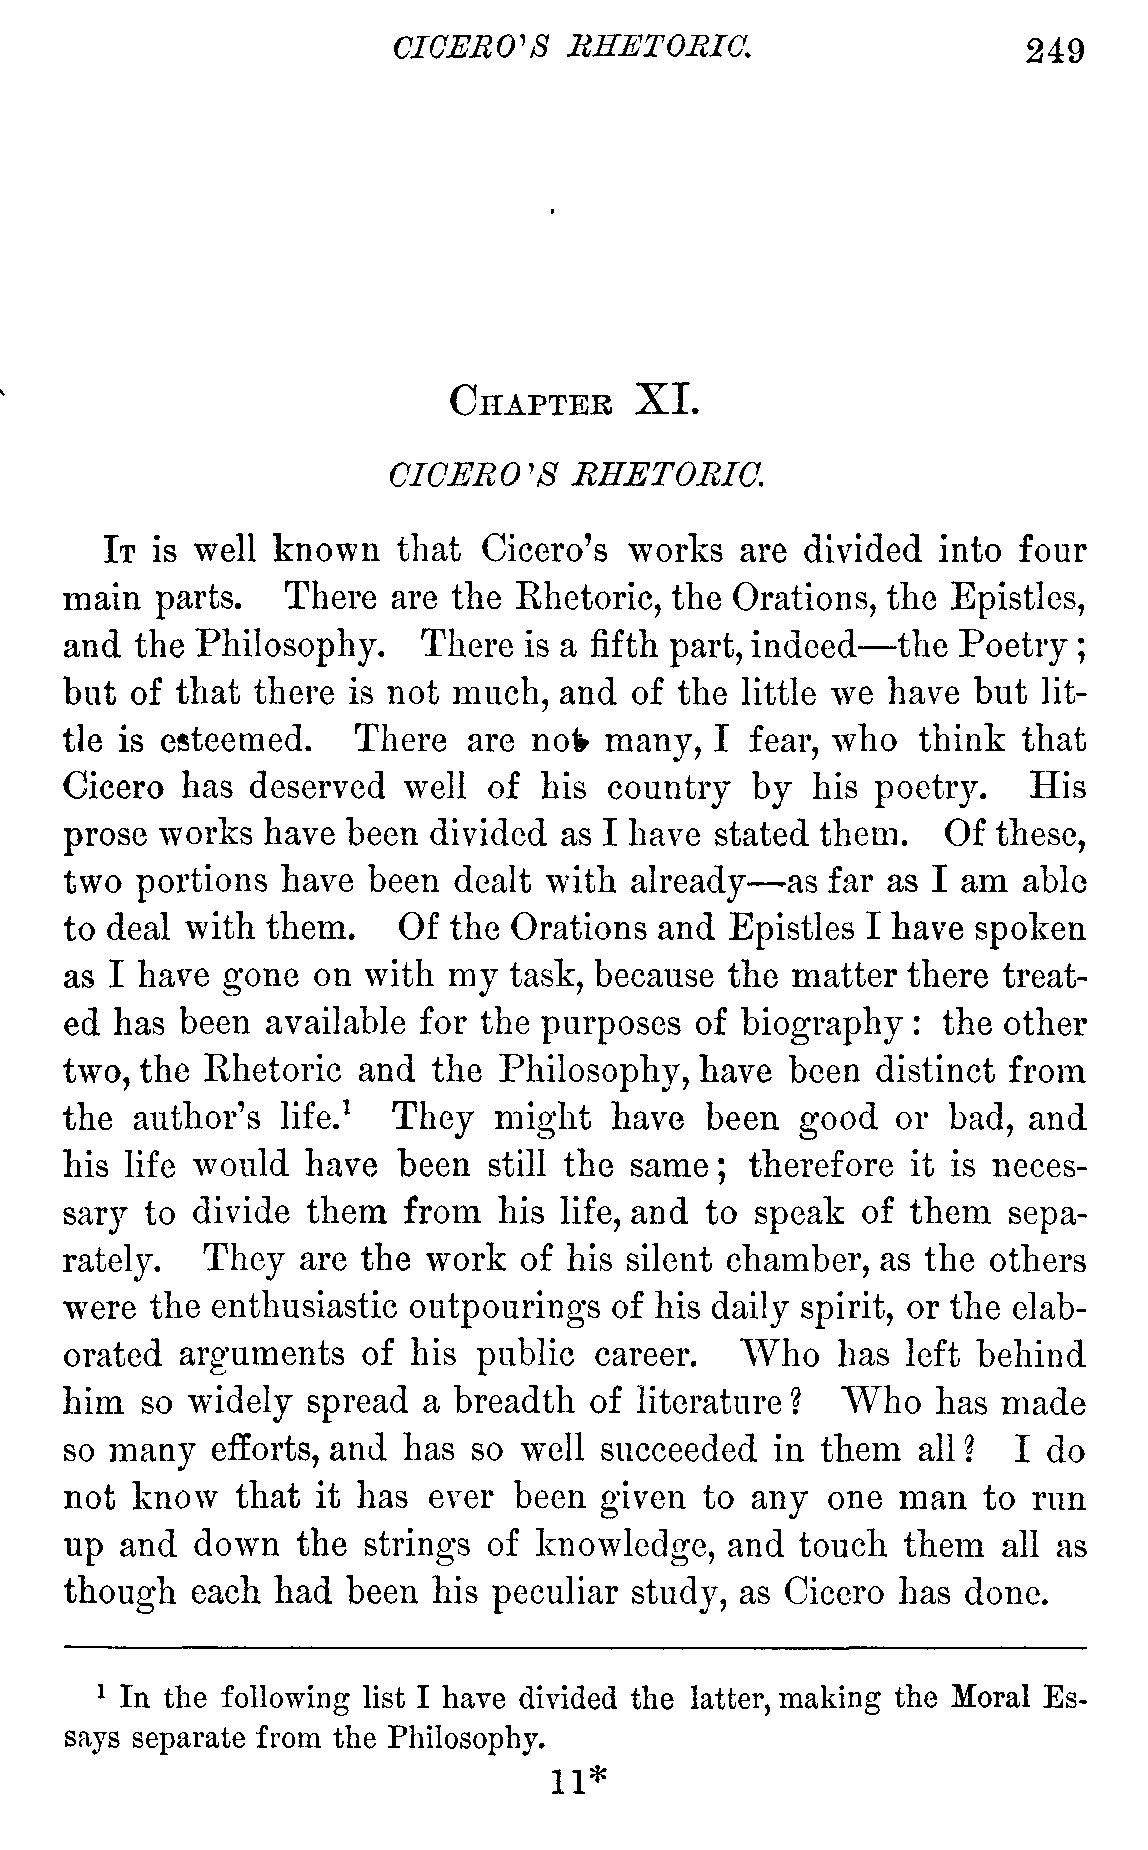 CICERO'S RHETORIC. 249
CHAPTER XI.
CICERO'S RHETORIC.
IT is well known that Cicero's works are divided into four
main parts. There are the Rhetoric, the Orations, the Epistles,
and the Philosophy. There is a fifth part, indeed—the Poetry;
but of that there is not much, and of the little we have but lit-
tle is esteemed. There are not many, I fear, who think that
Cicero has deserved well of his country by his poetry. His
prose works have been divided as I have stated them. Of these,
two portions have been dealt with already—as far as I am able
to deal with them. Of the Orations and Epistles I have spoken
as I have gone on with my task, because the matter there treat-
ed has been available for the purposes of biography: the other
two, the Rhetoric and the Philosophy, have been distinct from
the author's life.¹ They might have been good or bad, and
his life would have been still the same; therefore it is neces-
sary to divide them from his life, and to speak of them sepa-
rately. They are the work of his silent chamber, as the others
were the enthusiastic outpourings of his daily spirit, or the elab-
orated arguments of his public career. Who has left behind
him so widely spread a breadth of literature? Who has made
so many efforts, and has so well succeeded in them all? I do
not know that it has ever been given to any one man to run
up and down the strings of knowledge, and touch them all as
though each had been his peculiar study, as Cicero has done.
¹ In the following list I have divided the latter, making the Moral Es-
says separate from the Philosophy.
11*